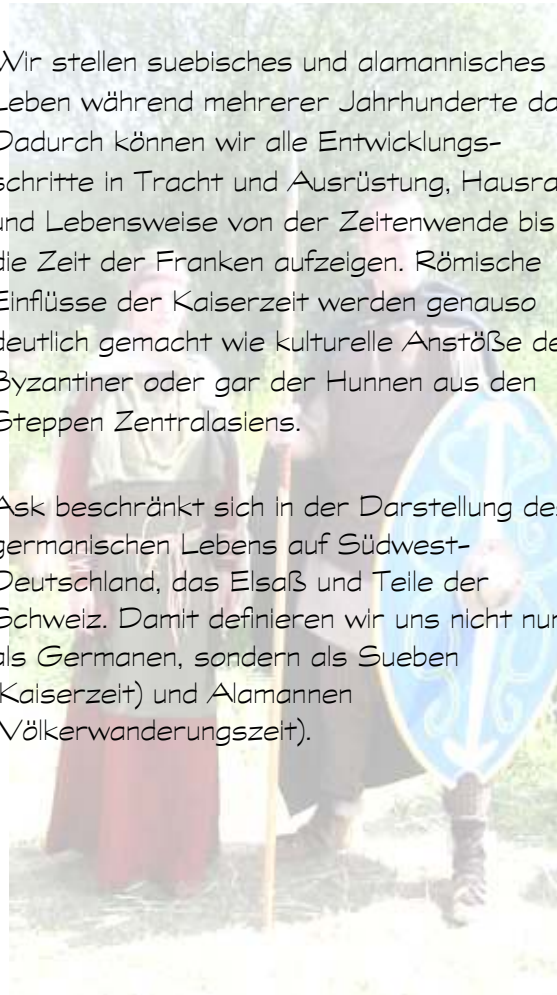 Wir stellen suebisches und alamannisches
Leben während mehrerer Jahrhunderte da
Dadurch können wir alle Entwicklungs-
schritte in Tracht und Ausrüstung, Hausra
und Lebensweise von der Zeitenwende bis
die Zeit der Franken aufzeigen. Römische
Einflüsse der Kaiserzeit werden genauso
deutlich gemacht wie kulturelle Anstöße de
Byzantiner oder gar der Hunnen aus den
Steppen Zentralasiens.
Ask beschränkt sich in der Darstellung des
germanischen Lebens auf Südwest-
Deutschland, das Elsaß und Teile der
Schweiz. Damit definieren wir uns nicht nur
als Germanen, sondern als Sueben
(Kaiserzeit) und Alamannen
(Völkerwanderungszeit).